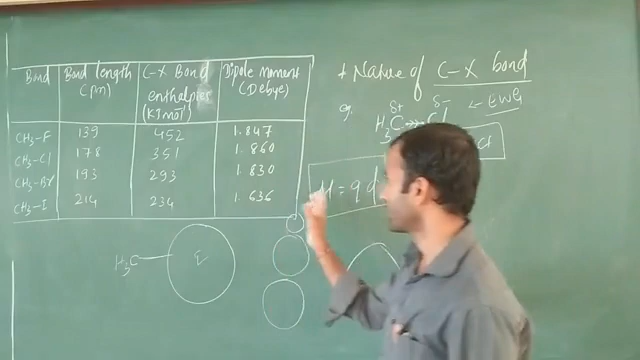 Bond Bond length (pm) C-X Bond enthalpies (KJmol⁻¹) Dipole Moment (Debye)
CH₃-F 139 452 1.847
CH₃-Cl 178 351 1.860
CH₃-Br 193 293 1.830
CH₃-I 214 234 1.636
+ Nature of C-X bond
eg. H₃C Cl ← EWG
δ+ δ-
μ = q d
H₃C I